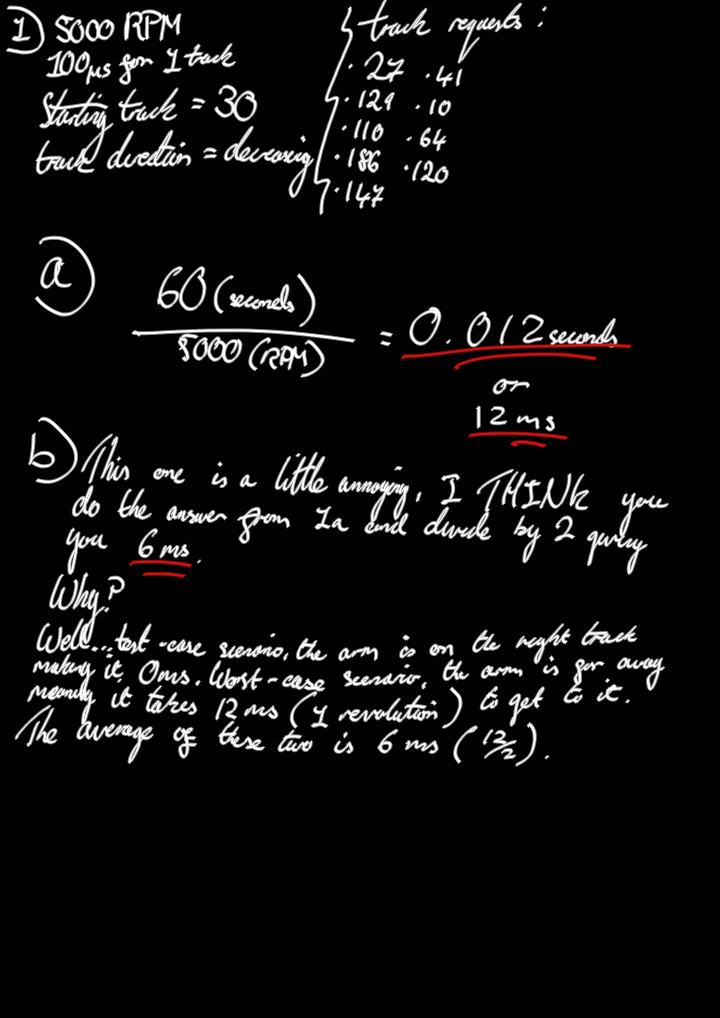 1) 5000 RPM
100μs for 1 track
Starting track = 30
track direction = decreasing
track requests :
· 27 · 41
· 129 · 10
· 110 · 64
· 186 · 120
· 147
a) 60 (seconds)
5000 (RPM)
= 0.012 seconds
or
12 ms
b) This one is a little annoying, I THINK you
do the answer from 1a and divide by 2 giving
you 6 ms.
Why?
Well... best-case scenario, the arm is on the right track
making it 0ms. Worst-case scenario, the arm is far away
meaning it takes 12 ms (1 revolution) to get to it.
The average of these two is 6 ms (12/2).